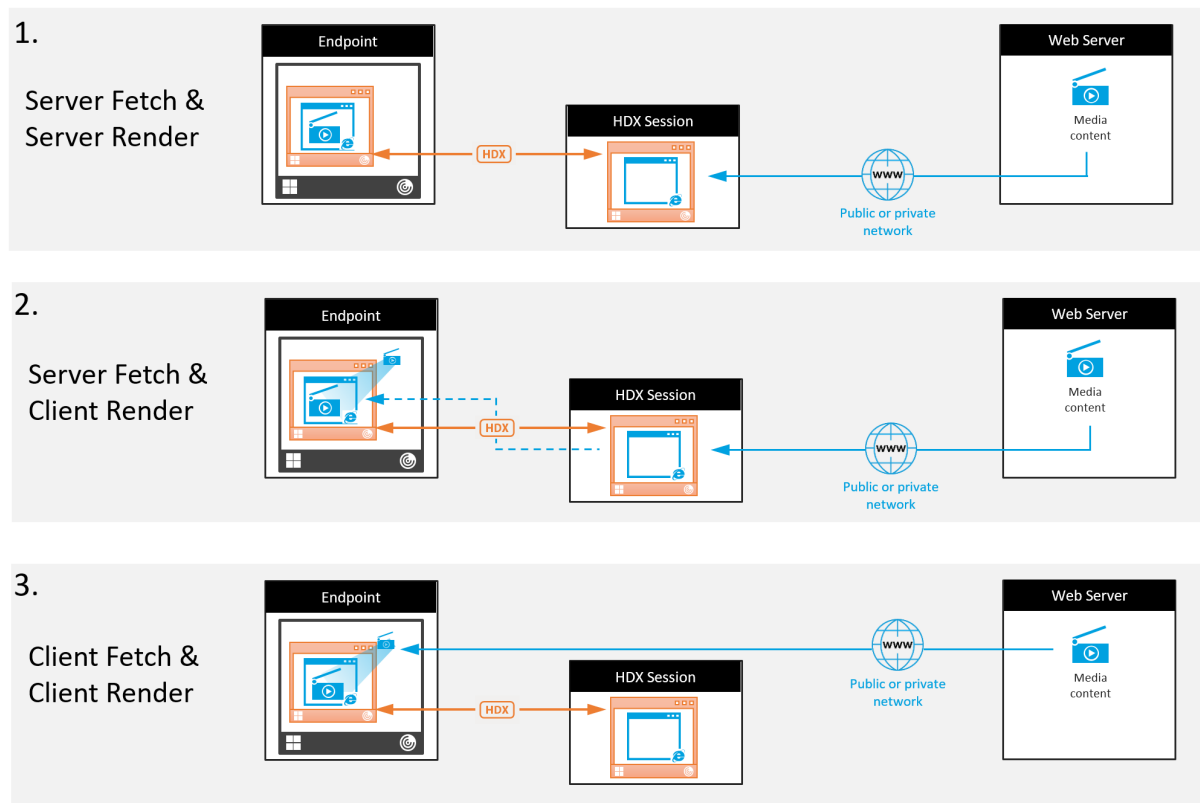 1.
Server Fetch &
Server Render
Endpoint
HDX
HDX Session
WWW
Public or private
network
Web Server
Media
content
2.
Server Fetch &
Client Render
Endpoint
HDX
HDX Session
WWW
Public or private
network
Web Server
Media
content
3.
Client Fetch &
Client Render
Endpoint
HDX
HDX Session
WWW
Public or private
network
Web Server
Media
content